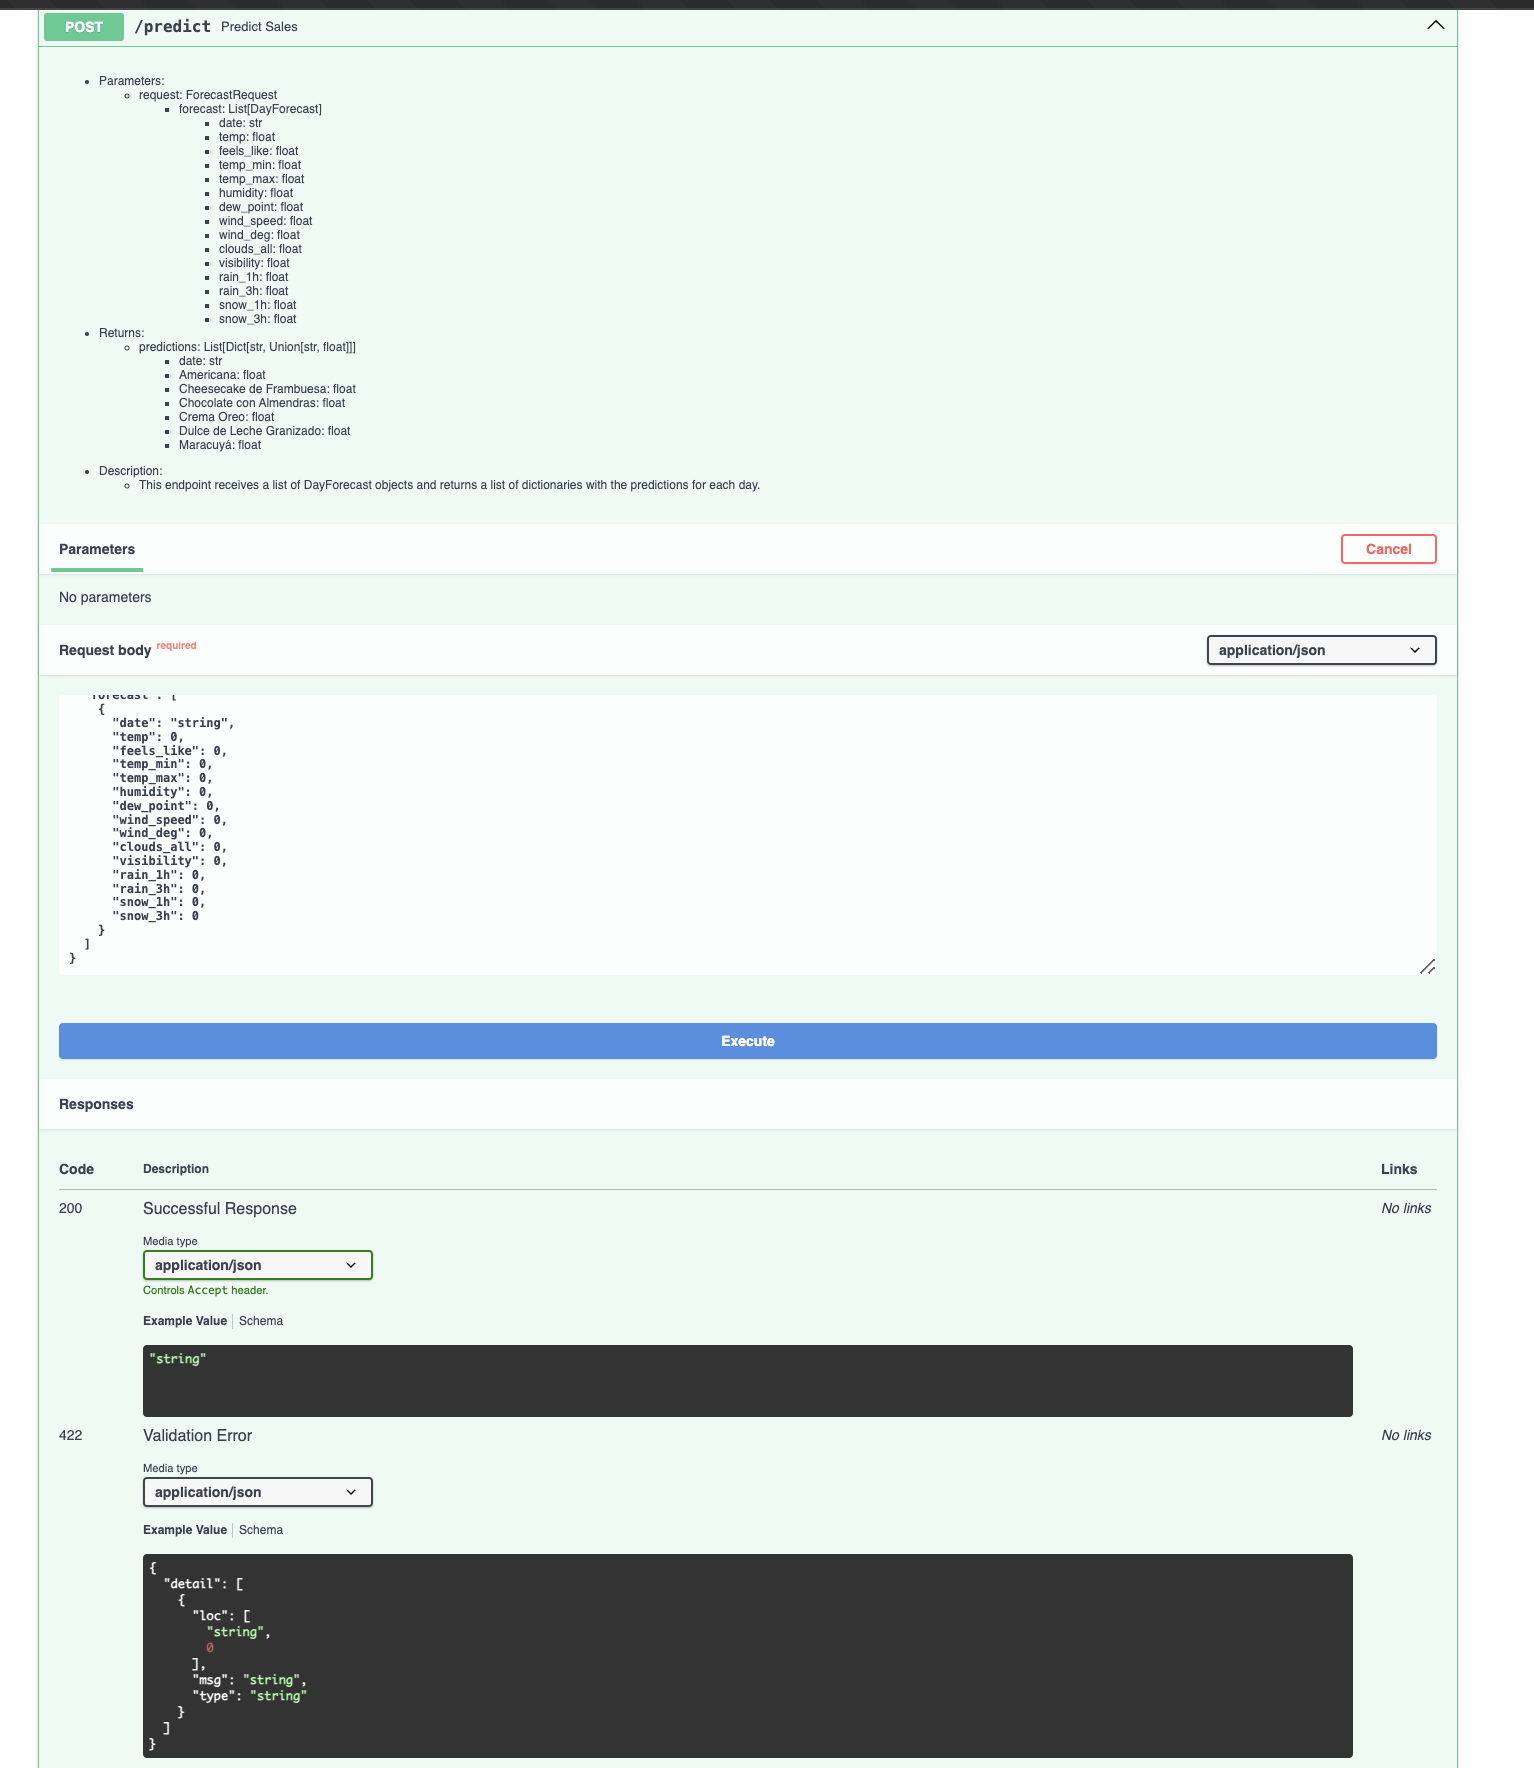 POST /predict Predict Sales
Parameters:
request: ForecastRequest
forecast: List[DayForecast]
date: str
temp: float
feels_like: float
temp_min: float
temp_max: float
humidity: float
dew_point: float
wind_speed: float
wind_deg: float
clouds_all: float
visibility: float
rain_1h: float
rain_3h: float
snow_1h: float
snow_3h: float
Returns:
predictions: List[Dict[str, Union[str, float]]]
date: str
Americana: float
Cheesecake de Frambuesa: float
Chocolate con Almendras: float
Crema Oreo: float
Dulce de Leche Granizado: float
Maracuyá: float
Description:
This endpoint receives a list of DayForecast objects and returns a list of dictionaries with the predictions for each day.
Parameters
Cancel
No parameters
Request body required
application/json
"forecast": [
{
"date": "string",
"temp": 0,
"feels_like": 0,
"temp_min": 0,
"temp_max": 0,
"humidity": 0,
"dew_point": 0,
"wind_speed": 0,
"wind_deg": 0,
"clouds_all": 0,
"visibility": 0,
"rain_1h": 0,
"rain_3h": 0,
"snow_1h": 0,
"snow_3h": 0
}
]
}
Execute
Responses
Code Description Links
200 Successful Response No links
Media type
application/json
Controls Accept header.
Example Value Schema
"string"
422 Validation Error No links
Media type
application/json
Example Value Schema
{
"detail": [
{
"loc": [
"string",
0
],
"msg": "string",
"type": "string"
}
]
}